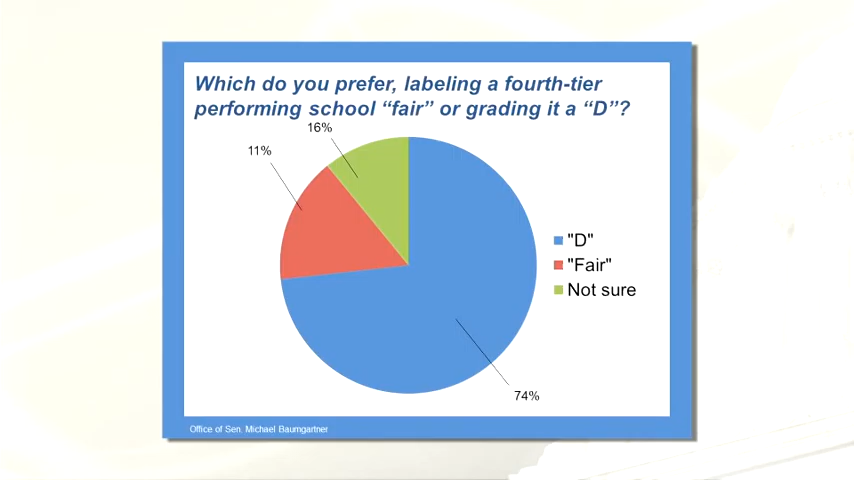 Which do you prefer, labeling a fourth-tier
performing school “fair” or grading it a “D”?
16%
11%
"D"
"Fair"
Not sure
74%
Office of Sen. Michael Baumgartner